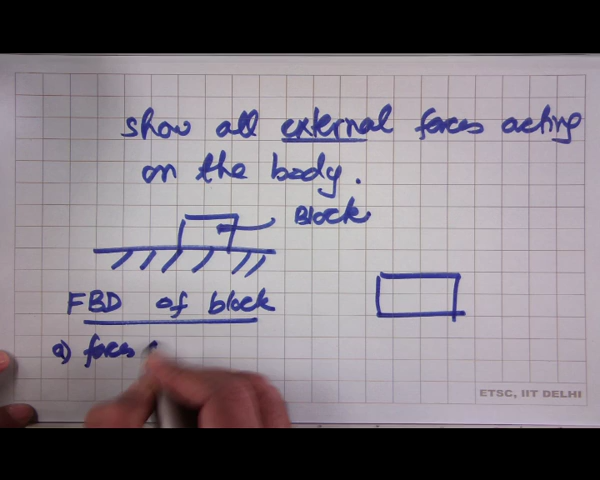 show all external forces acting
on the body.
Block
FBD of block
a) forces
ETSC, IIT DELHI